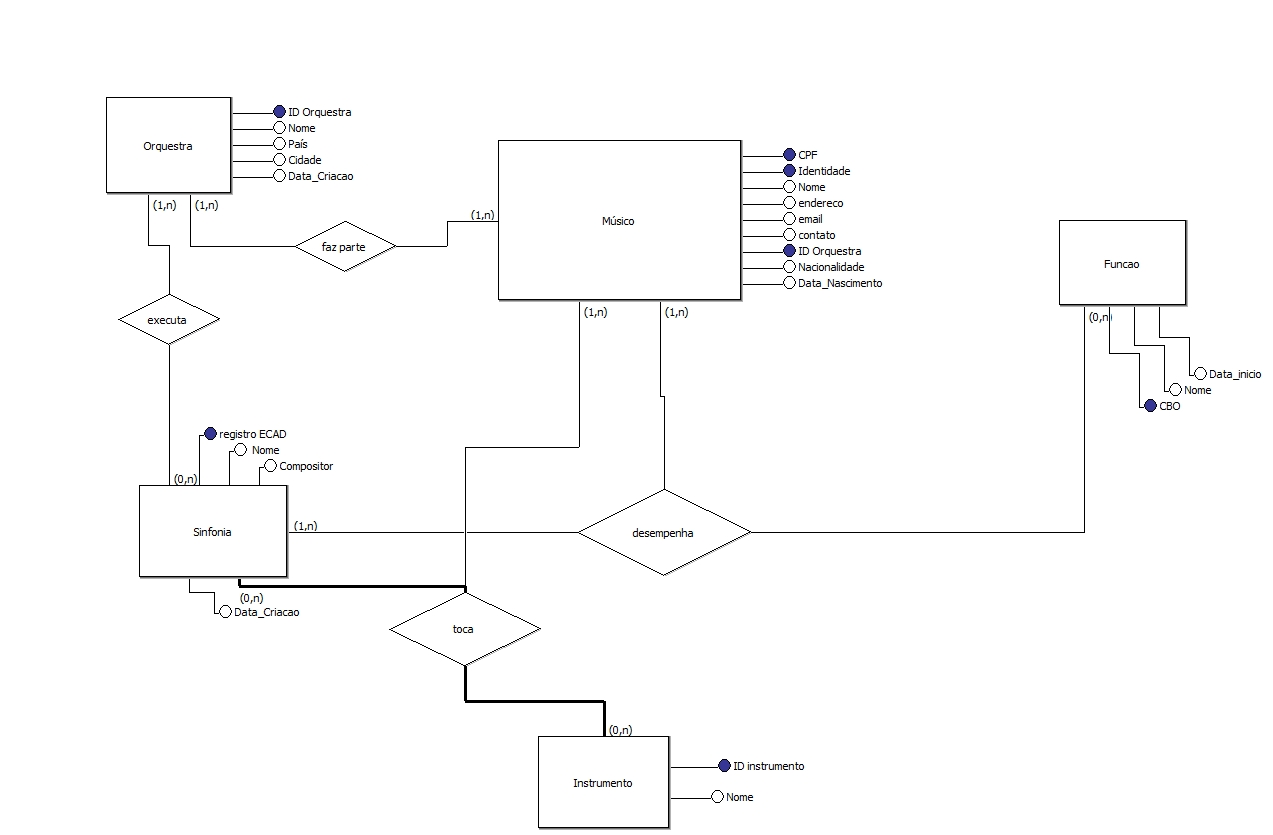 Orquestra
ID Orquestra
Nome
País
Cidade
Data_Criacao
(1,n)
(1,n)
faz parte
(1,n)
Músico
CPF
Identidade
Nome
endereco
email
contato
ID Orquestra
Nacionalidade
Data_Nascimento
Funcao
(0,n)
Data_inicio
Nome
CBO
executa
(1,n)
(1,n)
registro ECAD
Nome
Compositor
(0,n)
Sinfonia
(1,n)
desempenha
(0,n)
Data_Criacao
toca
(0,n)
Instrumento
ID instrumento
Nome